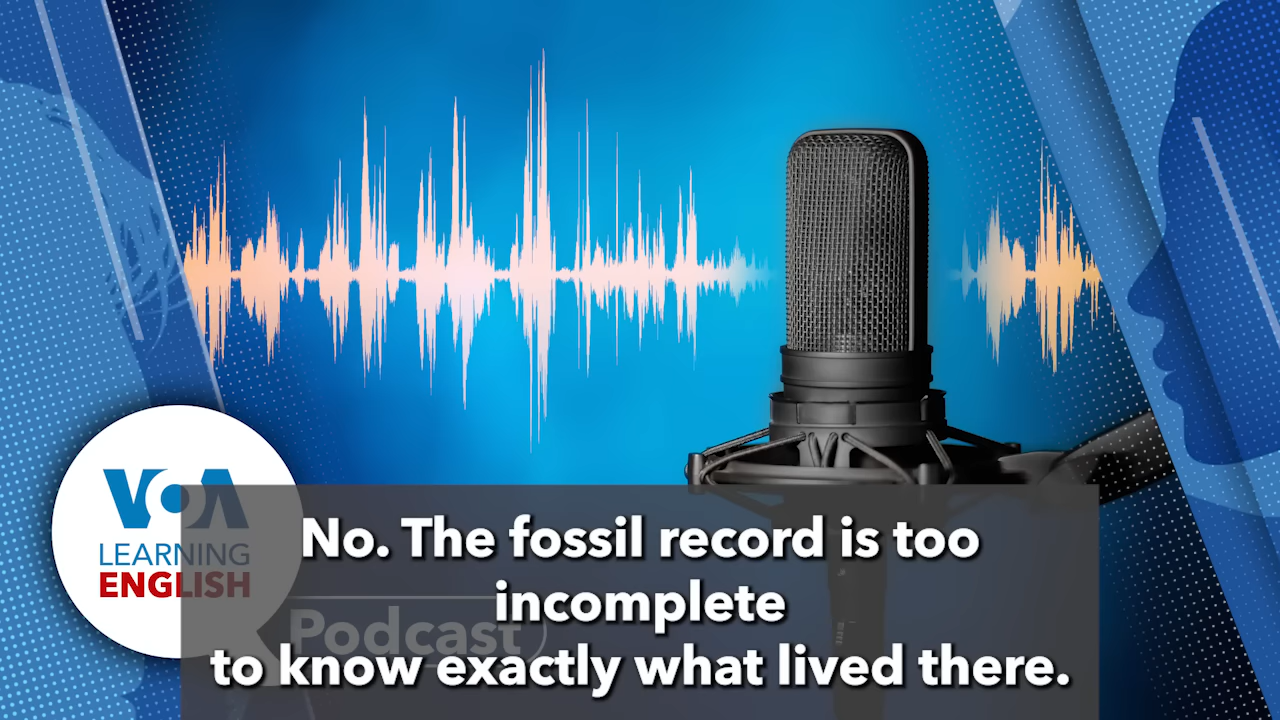 VOA
LEARNING
ENGLISH
Podcast
No. The fossil record is too
incomplete
to know exactly what lived there.